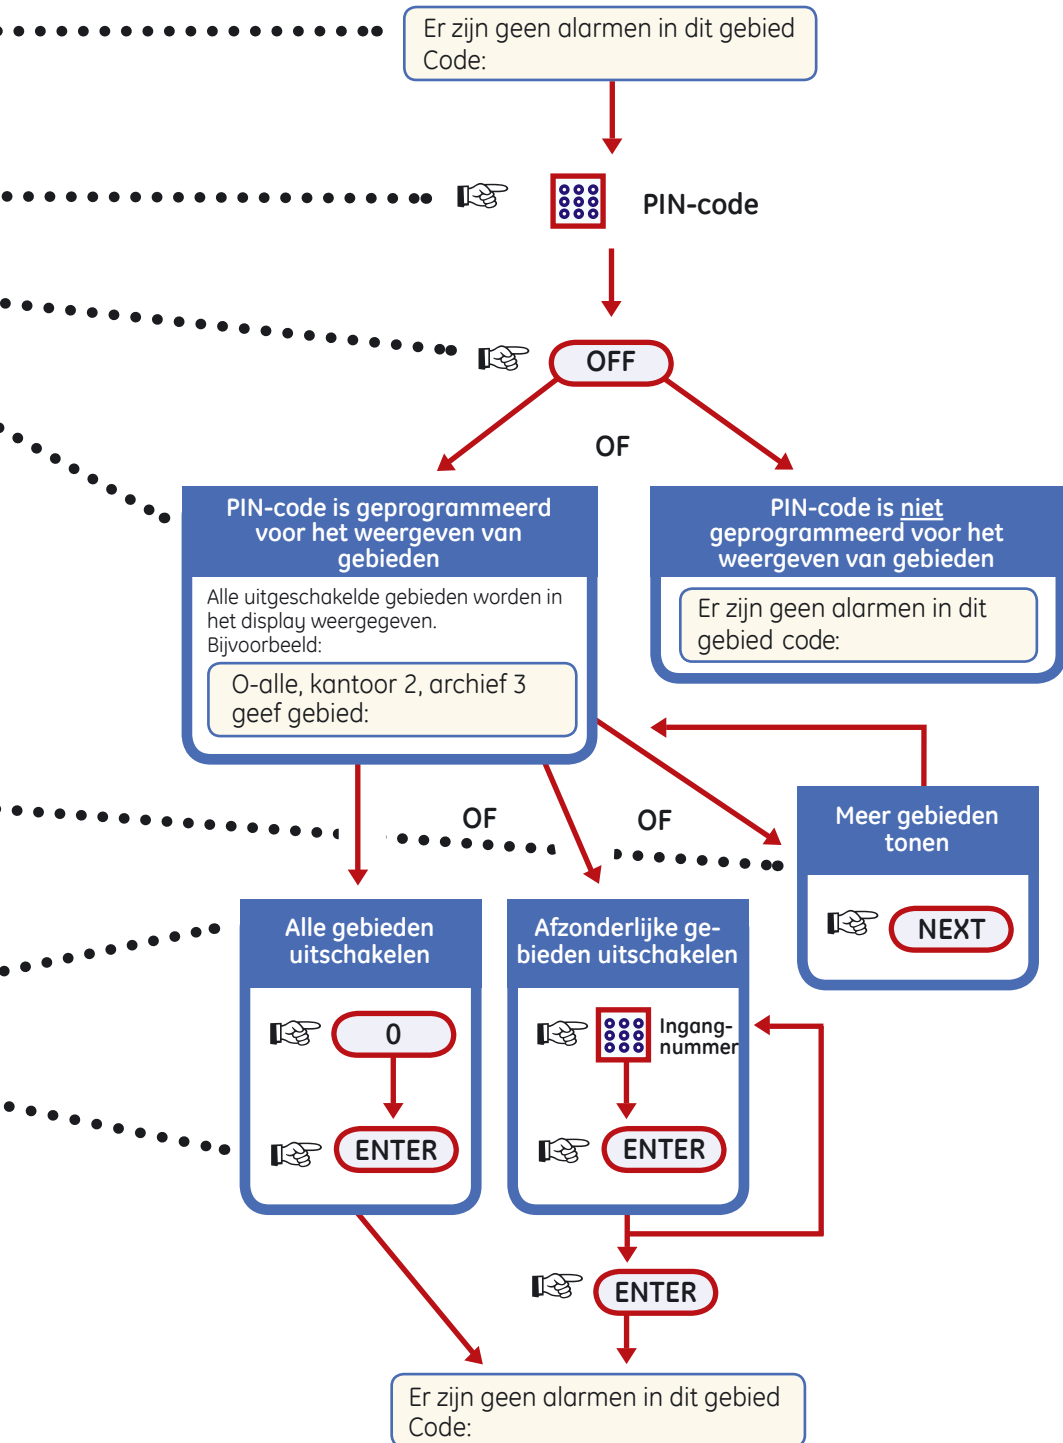 Er zijn geen alarmen in dit gebied
Code:
PIN-code
OFF
OF
PIN-code is geprogrammeerd
voor het weergeven van
gebieden
Alle uitgeschakelde gebieden worden in
het display weergegeven.
Bijvoorbeeld:
O-alle, kantoor 2, archief 3
geef gebied:
PIN-code is niet
geprogrammeerd voor het
weergeven van gebieden
Er zijn geen alarmen in dit
gebied code:
OF
OF
Meer gebieden
tonen
NEXT
Alle gebieden
uitschakelen
0
ENTER
Afzonderlijke ge-
bieden uitschakelen
Ingang-
nummer
ENTER
ENTER
Er zijn geen alarmen in dit gebied
Code: